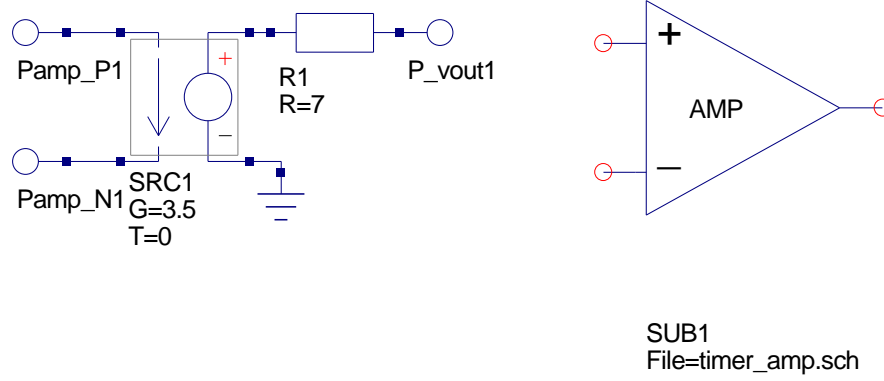 Pamp_P1
R1
R=7
P_vout1
+
AMP
Pamp_N1
SRC1
G=3.5
T=0
SUB1
File=timer_amp.sch